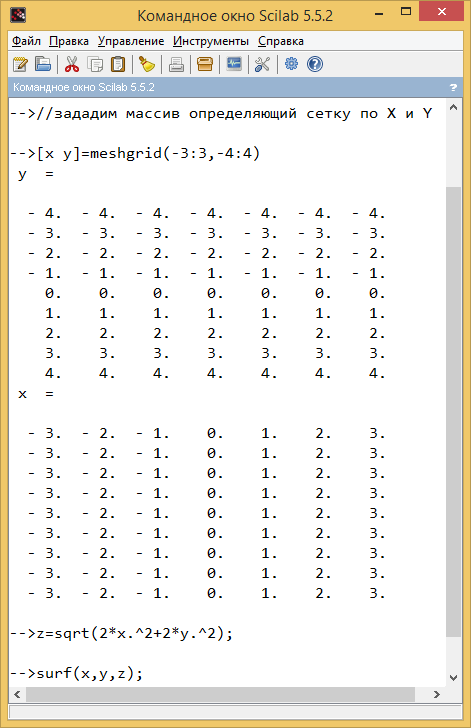 Командное окно Scilab 5.5.2
Файл Правка Управление Инструменты Справка
Командное окно Scilab 5.5.2 ?
-->//зададим массив определяющий сетку по X и Y
-->[x y]=meshgrid(-3:3,-4:4)
y  =
- 4.  - 4.  - 4.  - 4.  - 4.  - 4.  - 4.
- 3.  - 3.  - 3.  - 3.  - 3.  - 3.  - 3.
- 2.  - 2.  - 2.  - 2.  - 2.  - 2.  - 2.
- 1.  - 1.  - 1.  - 1.  - 1.  - 1.  - 1.
0.    0.    0.    0.    0.    0.    0.
1.    1.    1.    1.    1.    1.    1.
2.    2.    2.    2.    2.    2.    2.
3.    3.    3.    3.    3.    3.    3.
4.    4.    4.    4.    4.    4.    4.
x  =
- 3.  - 2.  - 1.    0.    1.    2.    3.
- 3.  - 2.  - 1.    0.    1.    2.    3.
- 3.  - 2.  - 1.    0.    1.    2.    3.
- 3.  - 2.  - 1.    0.    1.    2.    3.
- 3.  - 2.  - 1.    0.    1.    2.    3.
- 3.  - 2.  - 1.    0.    1.    2.    3.
- 3.  - 2.  - 1.    0.    1.    2.    3.
- 3.  - 2.  - 1.    0.    1.    2.    3.
- 3.  - 2.  - 1.    0.    1.    2.    3.
-->z=sqrt(2*x.^2+2*y.^2);
-->surf(x,y,z);